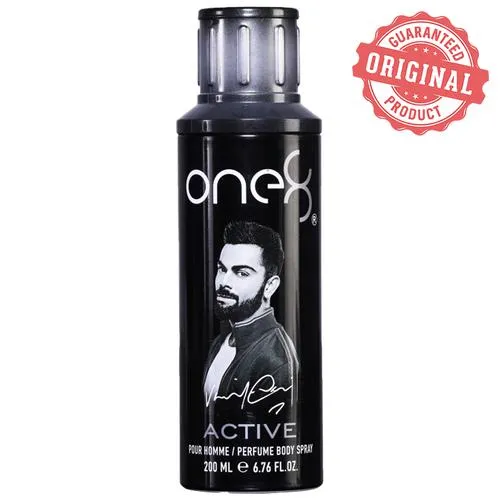 GUARANTEED
ORIGINAL
PRODUCT
one8
®
ACTIVE
POUR HOMME / PERFUME BODY SPRAY
200 ML ℮ 6.76 FL.OZ.